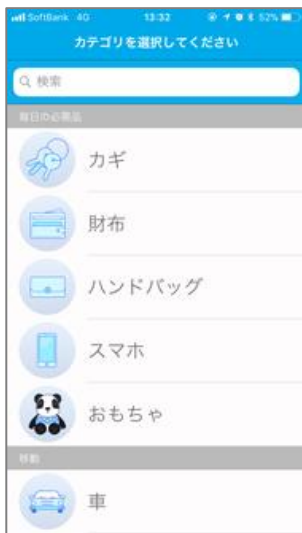 SoftBank 4G 13:32 52%
カテゴリを選択してください
検索
毎日の必需品
カギ
財布
ハンドバッグ
スマホ
おもちゃ
移動
車